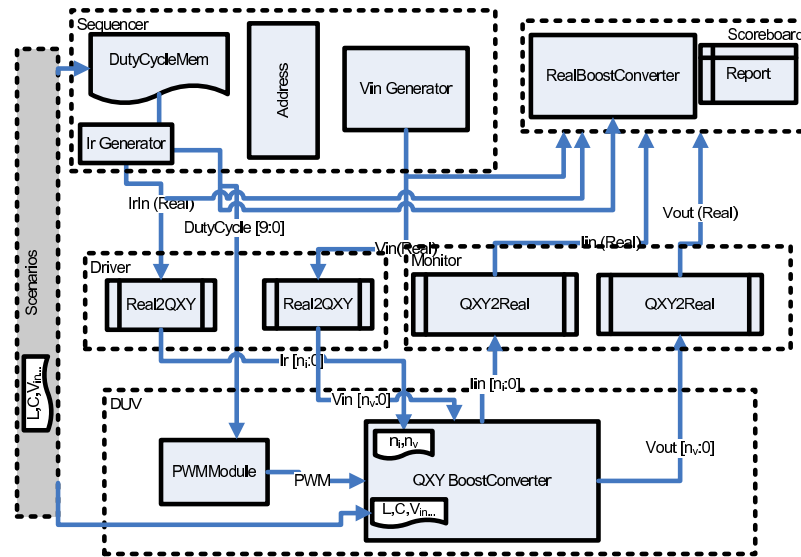 Sequencer
Scoreboard
DutyCycleMem
Address
Vin Generator
RealBoostConverter
Report
Ir Generator
IrIn (Real)
DutyCycle [9:0]
Vin(Real)
Iin (Real)
Vout (Real)
Scenarios
Driver
Monitor
Real2QXY
Real2QXY
QXY2Real
QXY2Real
Ir [nᵢ:0]
Iin [nᵢ:0]
L,C,Vin...
DUV
Vin [nᵥ:0]
nᵢ,nᵥ
Vout [nᵥ:0]
PWMModule
PWM
QXY BoostConverter
L,C,Vin...